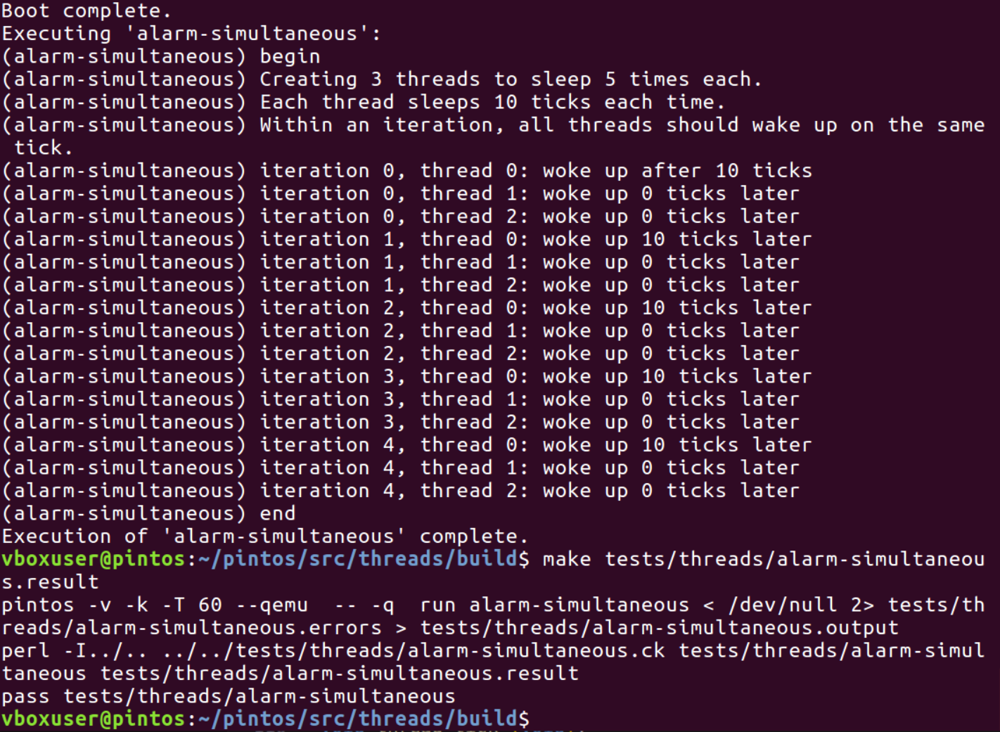 Boot complete.
Executing 'alarm-simultaneous':
(alarm-simultaneous) begin
(alarm-simultaneous) Creating 3 threads to sleep 5 times each.
(alarm-simultaneous) Each thread sleeps 10 ticks each time.
(alarm-simultaneous) Within an iteration, all threads should wake up on the same
 tick.
(alarm-simultaneous) iteration 0, thread 0: woke up after 10 ticks
(alarm-simultaneous) iteration 0, thread 1: woke up 0 ticks later
(alarm-simultaneous) iteration 0, thread 2: woke up 0 ticks later
(alarm-simultaneous) iteration 1, thread 0: woke up 10 ticks later
(alarm-simultaneous) iteration 1, thread 1: woke up 0 ticks later
(alarm-simultaneous) iteration 1, thread 2: woke up 0 ticks later
(alarm-simultaneous) iteration 2, thread 0: woke up 10 ticks later
(alarm-simultaneous) iteration 2, thread 1: woke up 0 ticks later
(alarm-simultaneous) iteration 2, thread 2: woke up 0 ticks later
(alarm-simultaneous) iteration 3, thread 0: woke up 10 ticks later
(alarm-simultaneous) iteration 3, thread 1: woke up 0 ticks later
(alarm-simultaneous) iteration 3, thread 2: woke up 0 ticks later
(alarm-simultaneous) iteration 4, thread 0: woke up 10 ticks later
(alarm-simultaneous) iteration 4, thread 1: woke up 0 ticks later
(alarm-simultaneous) iteration 4, thread 2: woke up 0 ticks later
(alarm-simultaneous) end
Execution of 'alarm-simultaneous' complete.
vboxuser@pintos:~/pintos/src/threads/build$ make tests/threads/alarm-simultaneou
s.result
pintos -v -k -T 60 --qemu  -- -q  run alarm-simultaneous < /dev/null 2> tests/th
reads/alarm-simultaneous.errors > tests/threads/alarm-simultaneous.output
perl -I../.. ../../tests/threads/alarm-simultaneous.ck tests/threads/alarm-simul
taneous tests/threads/alarm-simultaneous.result
pass tests/threads/alarm-simultaneous
vboxuser@pintos:~/pintos/src/threads/build$